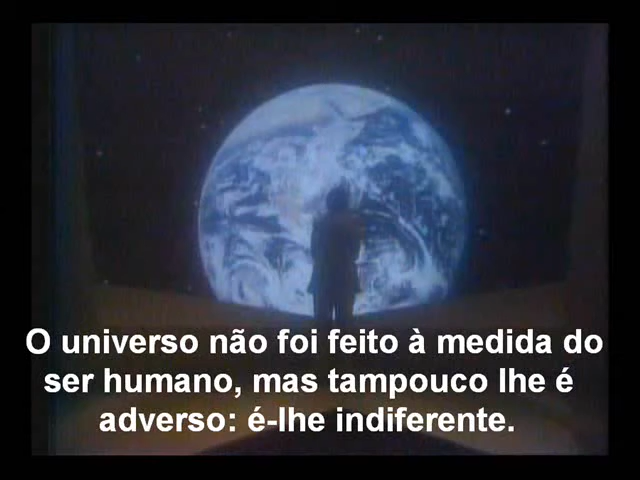 O universo não foi feito à medida do
ser humano, mas tampouco lhe é
adverso: é-lhe indiferente.